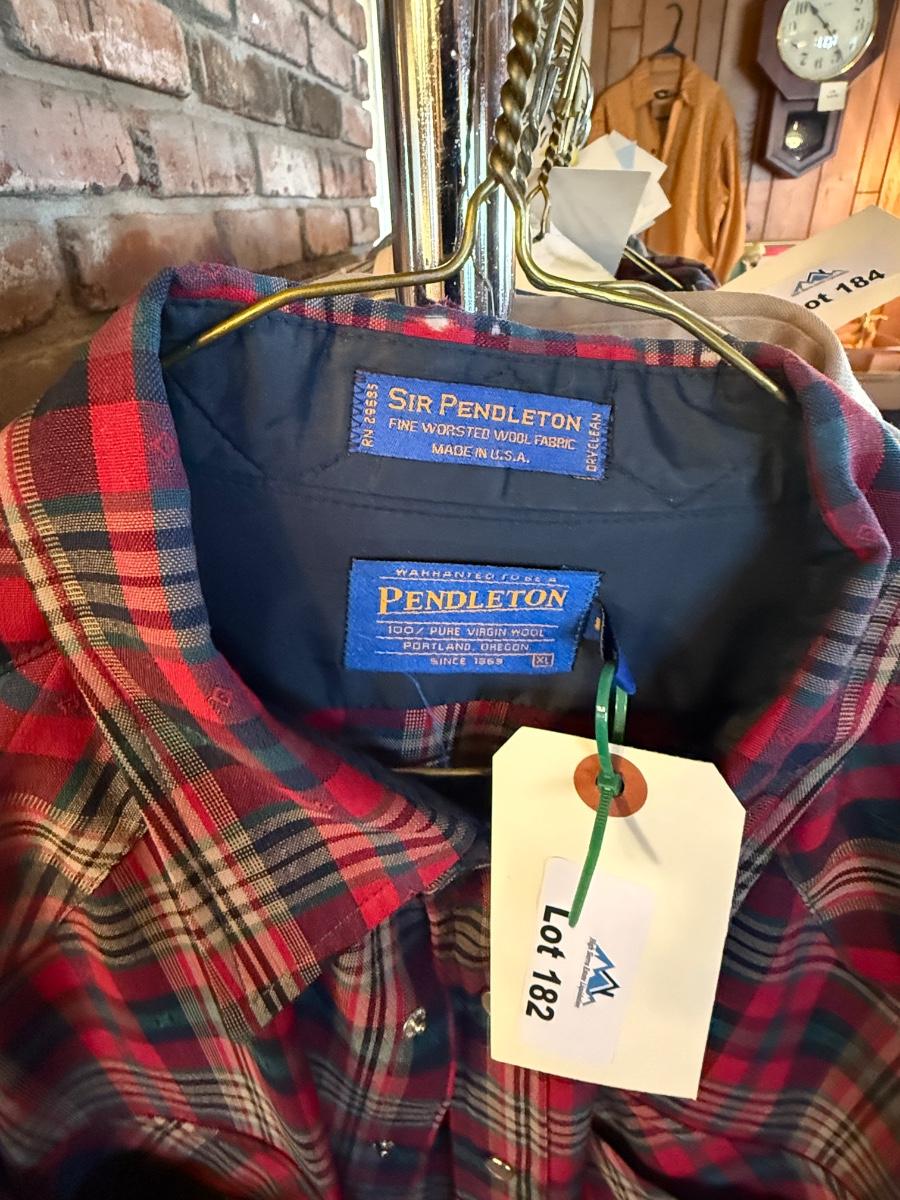 Lot 184
RN 29685
SIR PENDLETON
FINE WORSTED WOOL FABRIC
MADE IN U.S.A.
DRYCLEAN
WARRANTED TO BE A
PENDLETON
100% PURE VIRGIN WOOL
PORTLAND, OREGON
SINCE 1863
XL
Lot 182